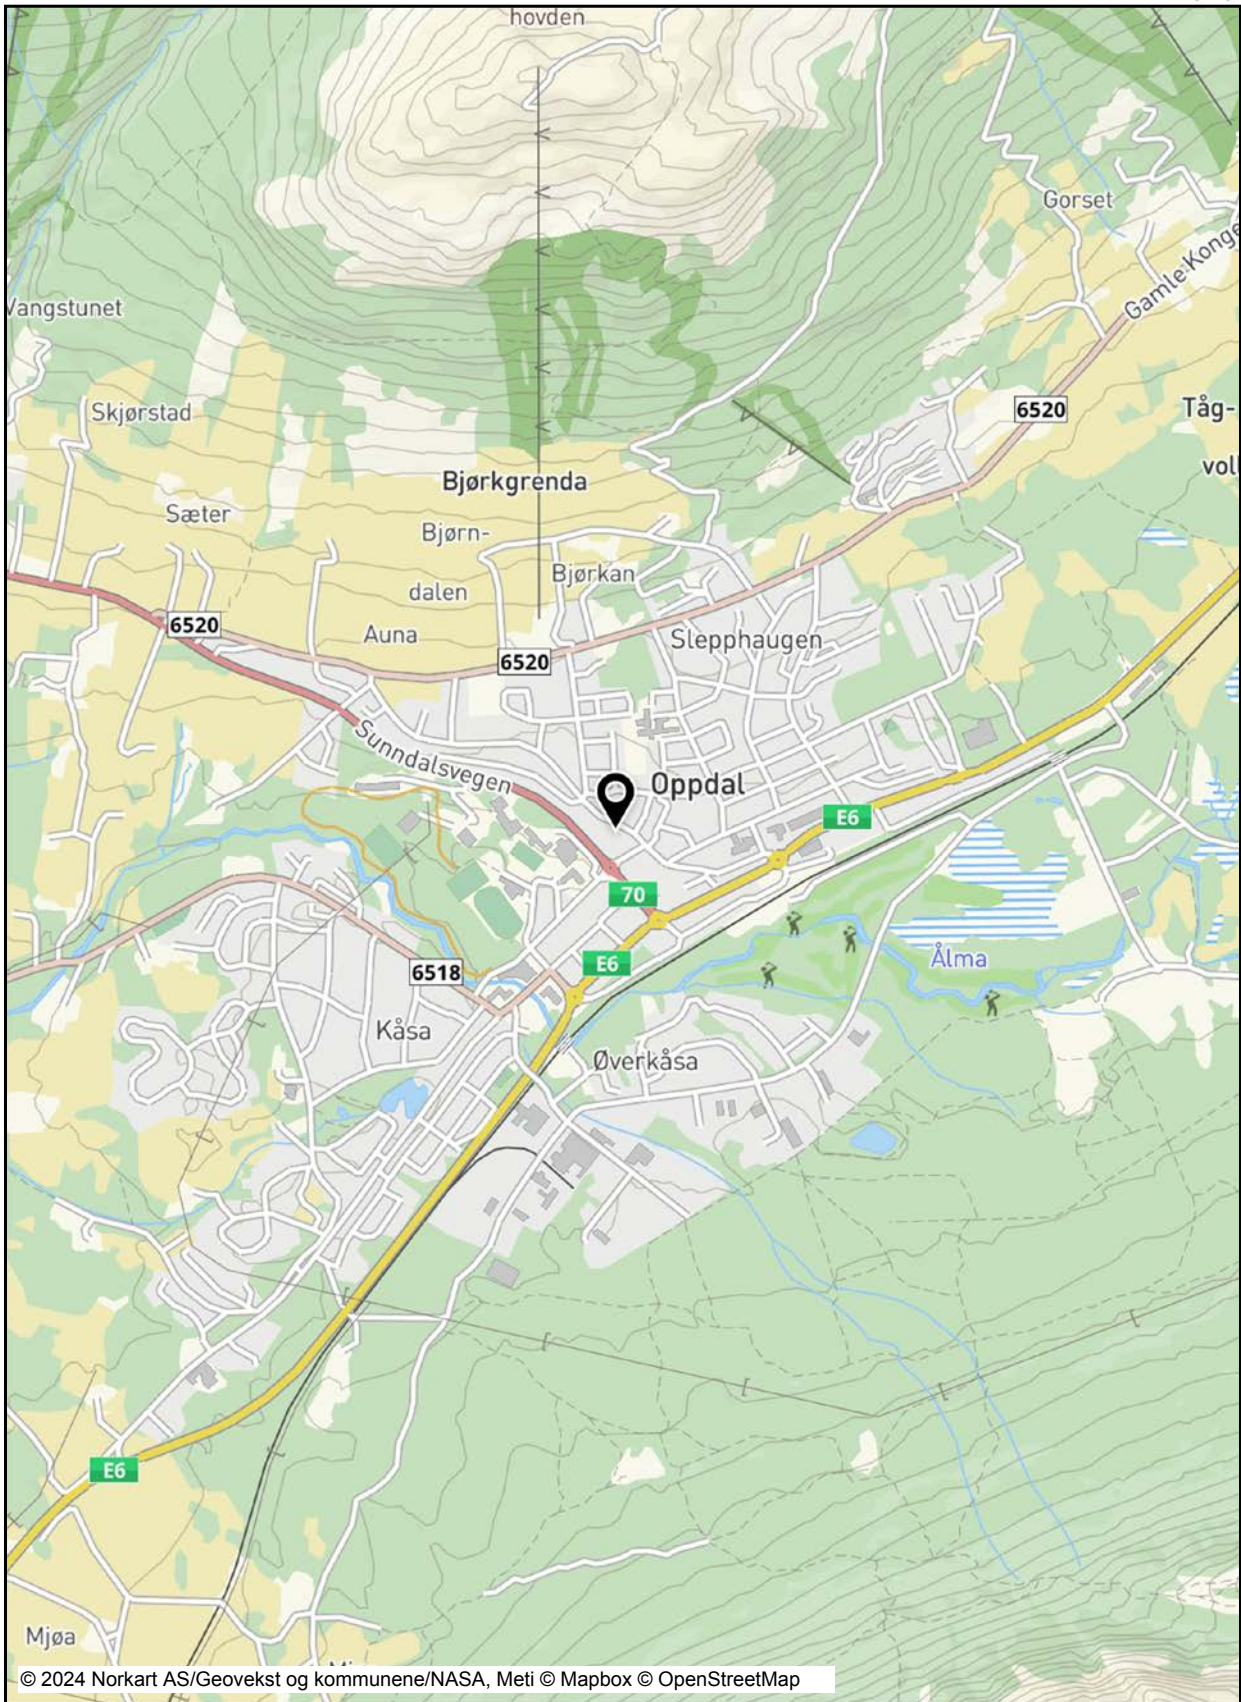 hovden
Gorset
Gamle Konge
Vangstunet
Skjørstad
6520
Tåg-
voll
Bjørkgrenda
Sæter
Bjørn-
dalen
Bjørkan
6520
Auna
Slepphaugen
6520
Sunndalsvegen
Oppdal
E6
70
E6
Ålma
6518
Kåsa
Øverkåsa
E6
Mjøa
© 2024 Norkart AS/Geovekst og kommunene/NASA, Meti © Mapbox © OpenStreetMap